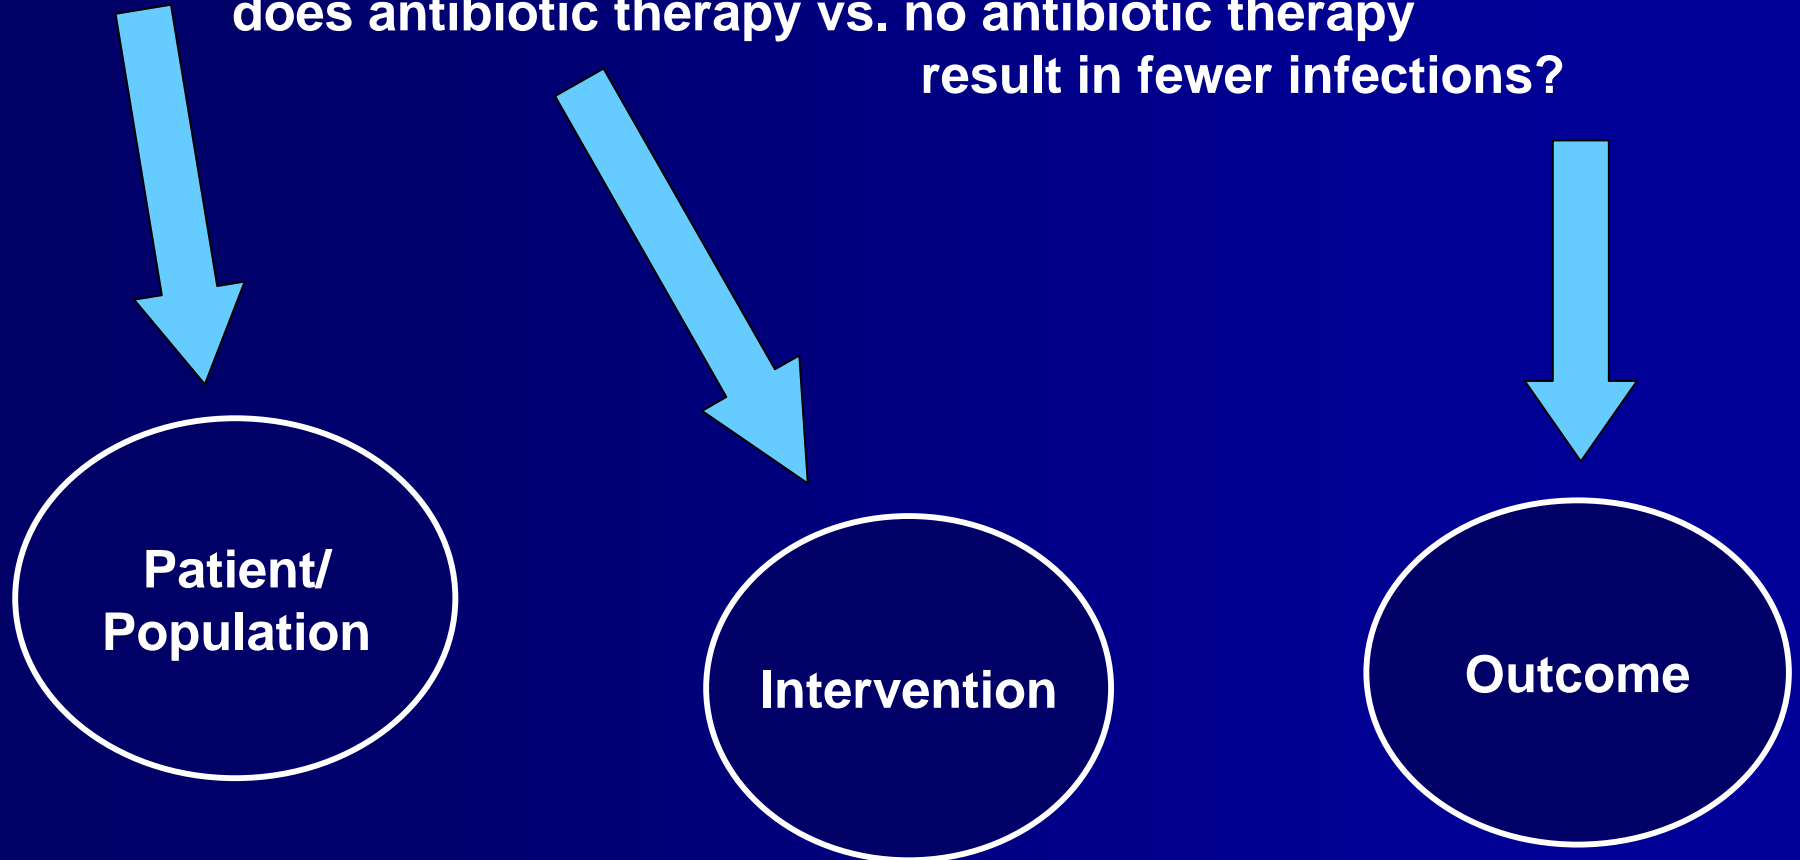 does antibiotic therapy vs. no antibiotic therapy
result in fewer infections?
Patient/
Population
Intervention
Outcome